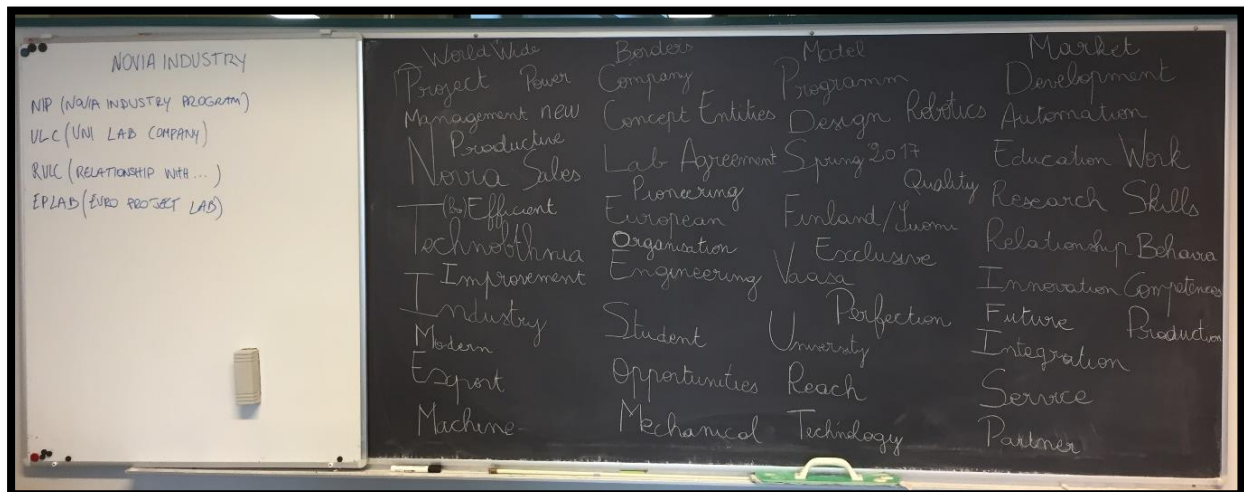 NOVIA INDUSTRY
NIP (NOVIA INDUSTRY PROGRAM)
ULC (UNI LAB COMPANY)
RULC (RELATIONSHIP WITH ...)
EPLAB (EURO PROJECT LAB)
World Wide
Project Power
Management new
Productive
Novia Sales
(Bo) Efficient
Technobothnia
Improvement
Industry
Modern
Export
Machine
Borders
Company
Concept Entities
Lab Agreement
Pioneering
European
Organisation
Engineering
Student
Opportunities
Mechanical
Model
Programm
Design Robotics
Spring 2017
Quality
Finland/Suomi
Exclusive
Vaasa
Perfection
University
Reach
Technology
Market
Development
Automation
Education Work
Research Skills
Relationship
Innovation Competences
Future Production
Integration
Service
Partner